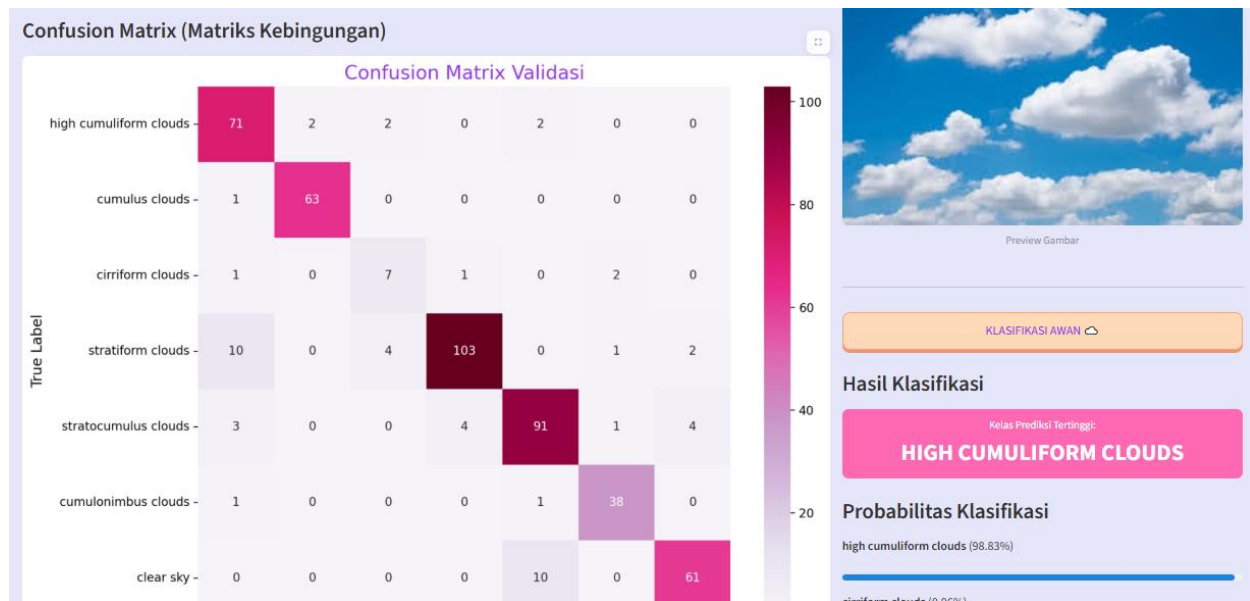 Confusion Matrix (Matriks Kebingungan)
Confusion Matrix Validasi
True Label
high cumuliform clouds 71 2 2 0 2 0 0
cumulus clouds 1 63 0 0 0 0 0
cirriform clouds 1 0 7 1 0 2 0
stratiform clouds 10 0 4 103 0 1 2
stratocumulus clouds 3 0 0 4 91 1 4
cumulonimbus clouds 1 0 0 0 1 38 0
clear sky 0 0 0 0 10 0 61
100
80
60
40
20
Preview Gambar
KLASIFIKASI AWAN
Hasil Klasifikasi
Kelas Prediksi Tertinggi:
HIGH CUMULIFORM CLOUDS
Probabilitas Klasifikasi
high cumuliform clouds (98.83%)